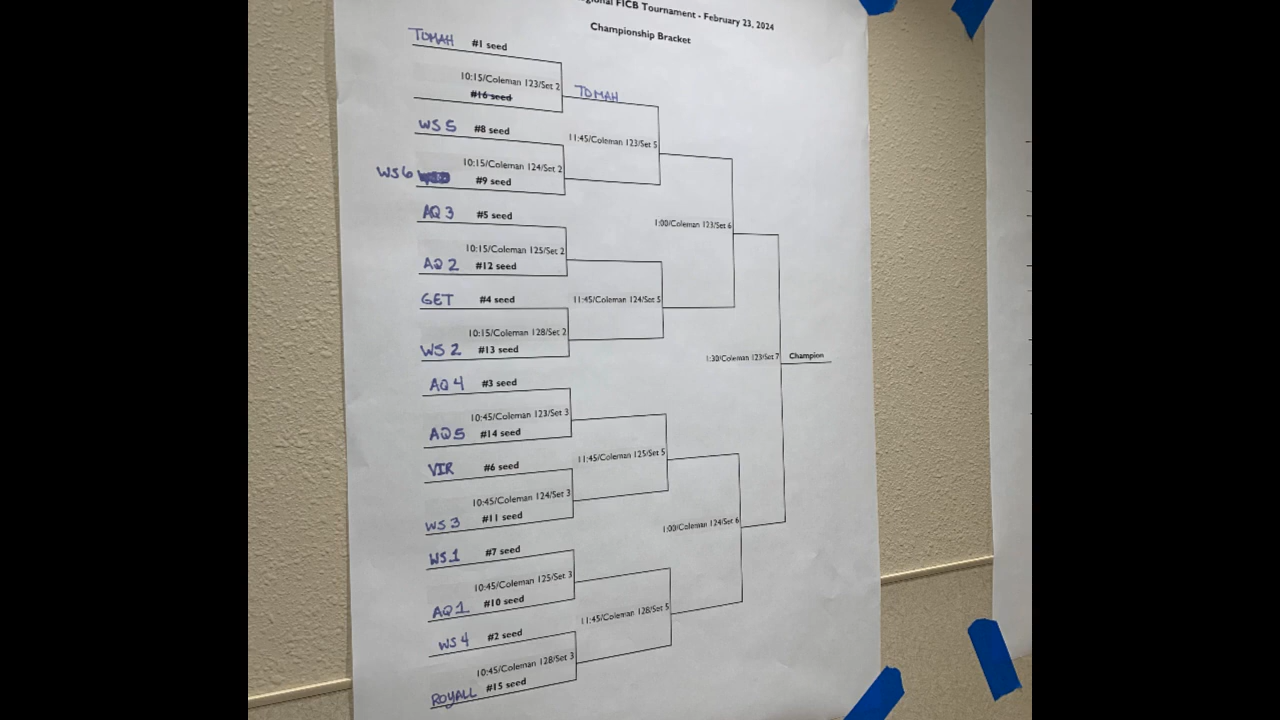 FICB Tournament - February 23, 2024
Championship Bracket
TOMAH #1 seed
10:15/Coleman 123/Set 2
#16 seed
TOMAH
WS 5 #8 seed
11:45/Coleman 123/Set 5
10:15/Coleman 124/Set 2
WS 6 #9 seed
AQ 3 #5 seed
1:00/Coleman 123/Set 6
10:15/Coleman 125/Set 2
AQ 2 #12 seed
GET #4 seed
11:45/Coleman 124/Set 5
10:15/Coleman 128/Set 2
WS 2 #13 seed
1:30/Coleman 123/Set 7 Champion
AQ 4 #3 seed
10:45/Coleman 123/Set 3
AQ 5 #14 seed
11:45/Coleman 125/Set 5
VIR #6 seed
10:45/Coleman 124/Set 3
WS 3 #11 seed
1:00/Coleman 124/Set 6
WS 1 #7 seed
10:45/Coleman 125/Set 3
AQ 1 #10 seed
11:45/Coleman 128/Set 5
WS 4 #2 seed
10:45/Coleman 128/Set 3
ROYALL #15 seed